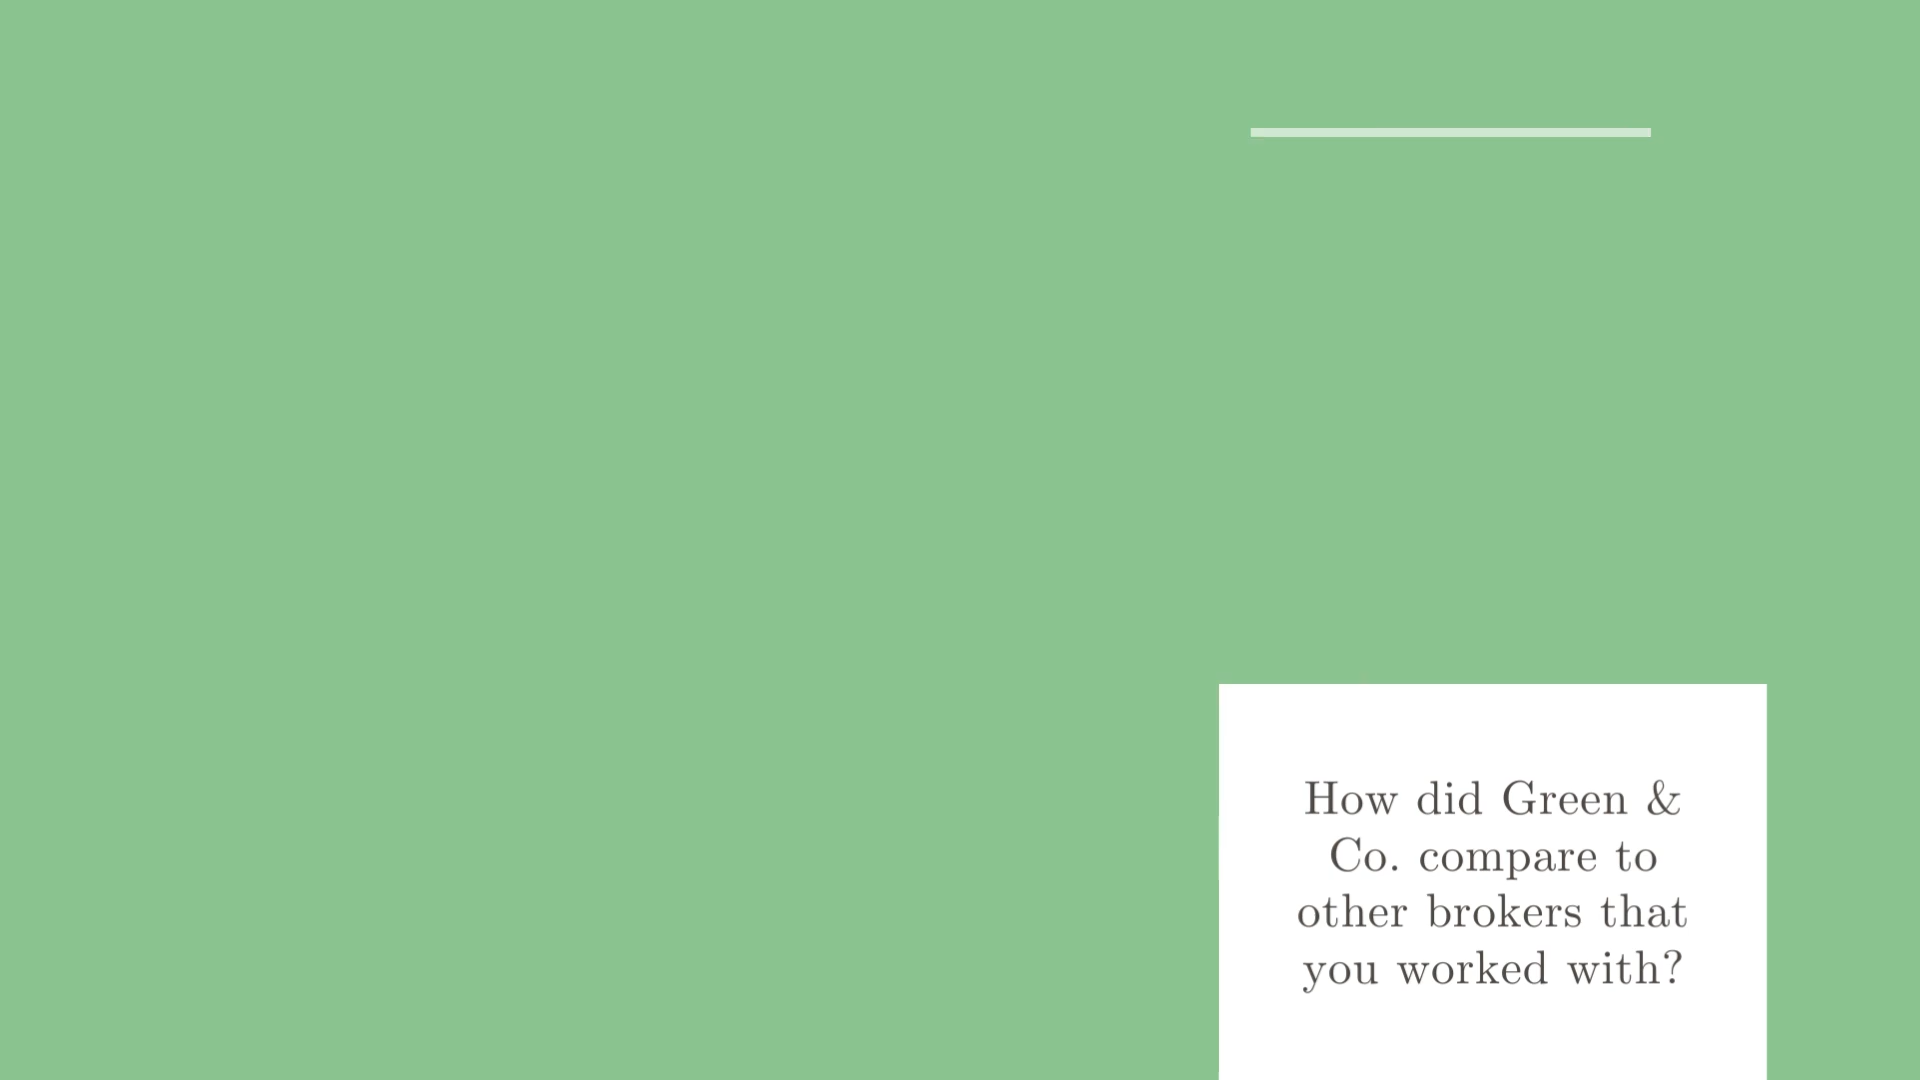 How did Green &
Co. compare to
other brokers that
you worked with?